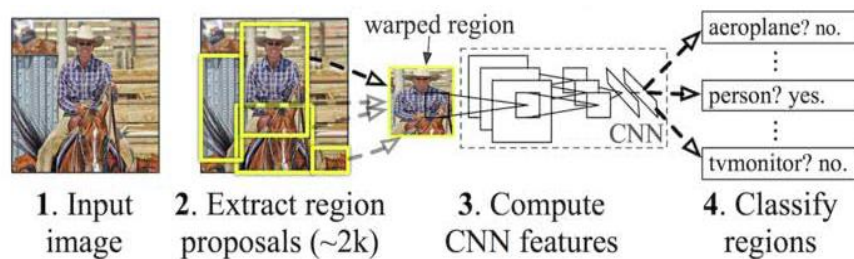 warped region
aeroplane? no.
person? yes.
CNN
tvmonitor? no.
1. Input
image
2. Extract region
proposals (~2k)
3. Compute
CNN features
4. Classify
regions